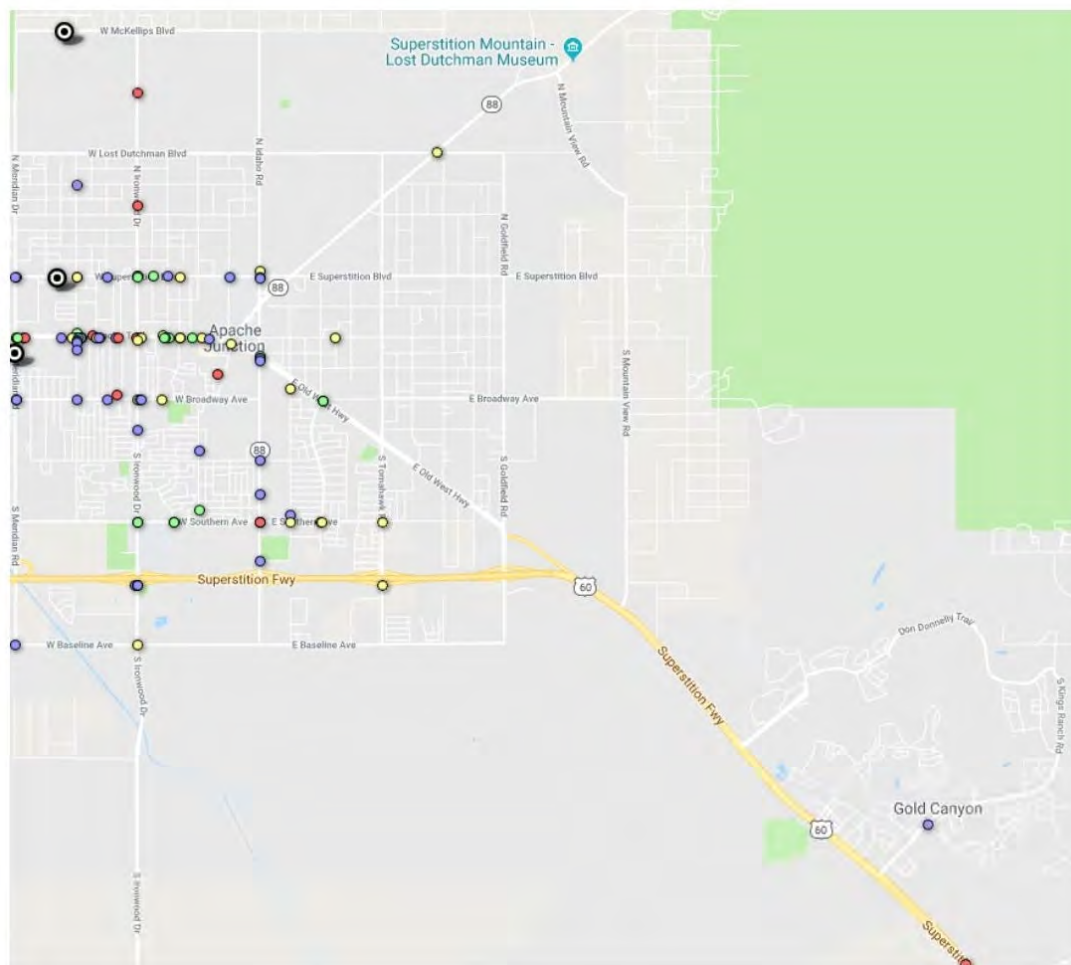 W McKellips Blvd
Superstition Mountain -
Lost Dutchman Museum
88
N Mountain View Rd
W Lost Dutchman Blvd
N Meridian Dr
N Ironwood Dr
N Idaho Rd
N Goldfield Rd
E Superstition Blvd
E Superstition Blvd
88
Apache
Junction
S Mountain View Rd
E Old West Hwy
W Broadway Ave
E Broadway Ave
88
S Ironwood Dr
E Old West Hwy
S Goldfield Rd
S Meridian Rd
W Southern Ave
Superstition Fwy
60
W Baseline Ave
E Baseline Ave
Don Donnelly Trail
S Ironwood Dr
Superstition Fwy
S Kings Ranch Rd
Gold Canyon
60
S Ironwood Dr